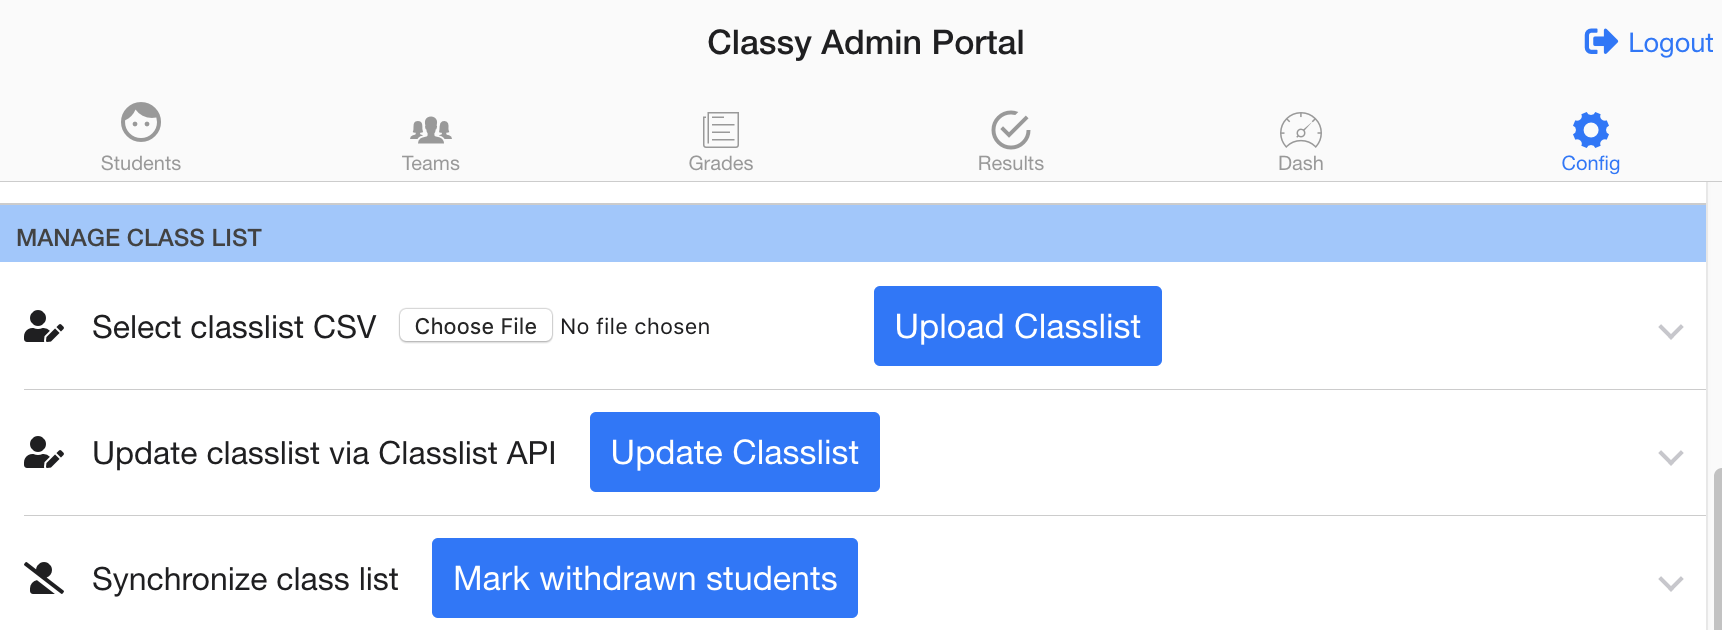 Classy Admin Portal
Logout
Students Teams Grades Results Dash Config
MANAGE CLASS LIST
Select classlist CSV Choose File No file chosen Upload Classlist
Update classlist via Classlist API Update Classlist
Synchronize class list Mark withdrawn students